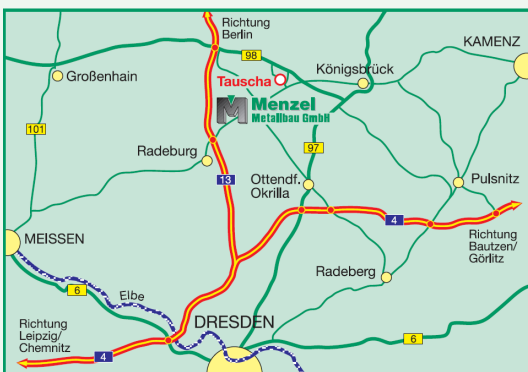 Richtung
Berlin
98
KAMENZ
Großenhain
Tauscha
Königsbrück
M Menzel
Metallbau GmbH
101
97
Radeburg
13
Ottendf.
Okrilla
Pulsnitz
4
MEISSEN
Richtung
Bautzen/
Görlitz
Radeberg
6
Elbe
DRESDEN
6
Richtung
Leipzig/
Chemnitz
4